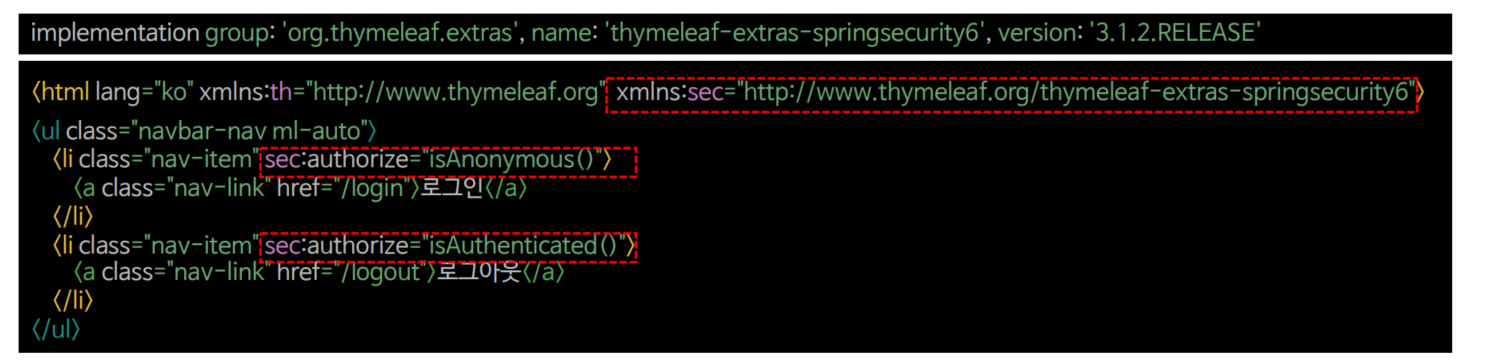 implementation group: 'org.thymeleaf.extras', name: 'thymeleaf-extras-springsecurity6', version: '3.1.2.RELEASE'
<html lang="ko" xmlns:th="http://www.thymeleaf.org" xmlns:sec="http://www.thymeleaf.org/thymeleaf-extras-springsecurity6">
<ul class="navbar-nav ml-auto">
<li class="nav-item" sec:authorize="isAnonymous()">
<a class="nav-link" href="/login">로그인</a>
</li>
<li class="nav-item" sec:authorize="isAuthenticated()">
<a class="nav-link" href="/logout">로그아웃</a>
</li>
</ul>